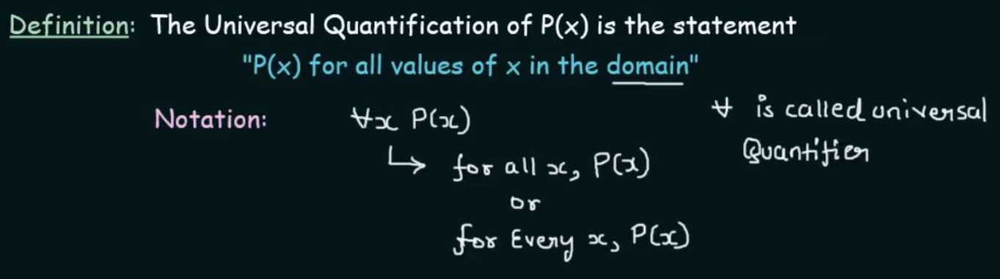 Definition: The Universal Quantification of P(x) is the statement
"P(x) for all values of x in the domain"
Notation: ∀x P(x)
↳ for all x, P(x)
or
for Every x, P(x)
∀ is called universal
Quantifier